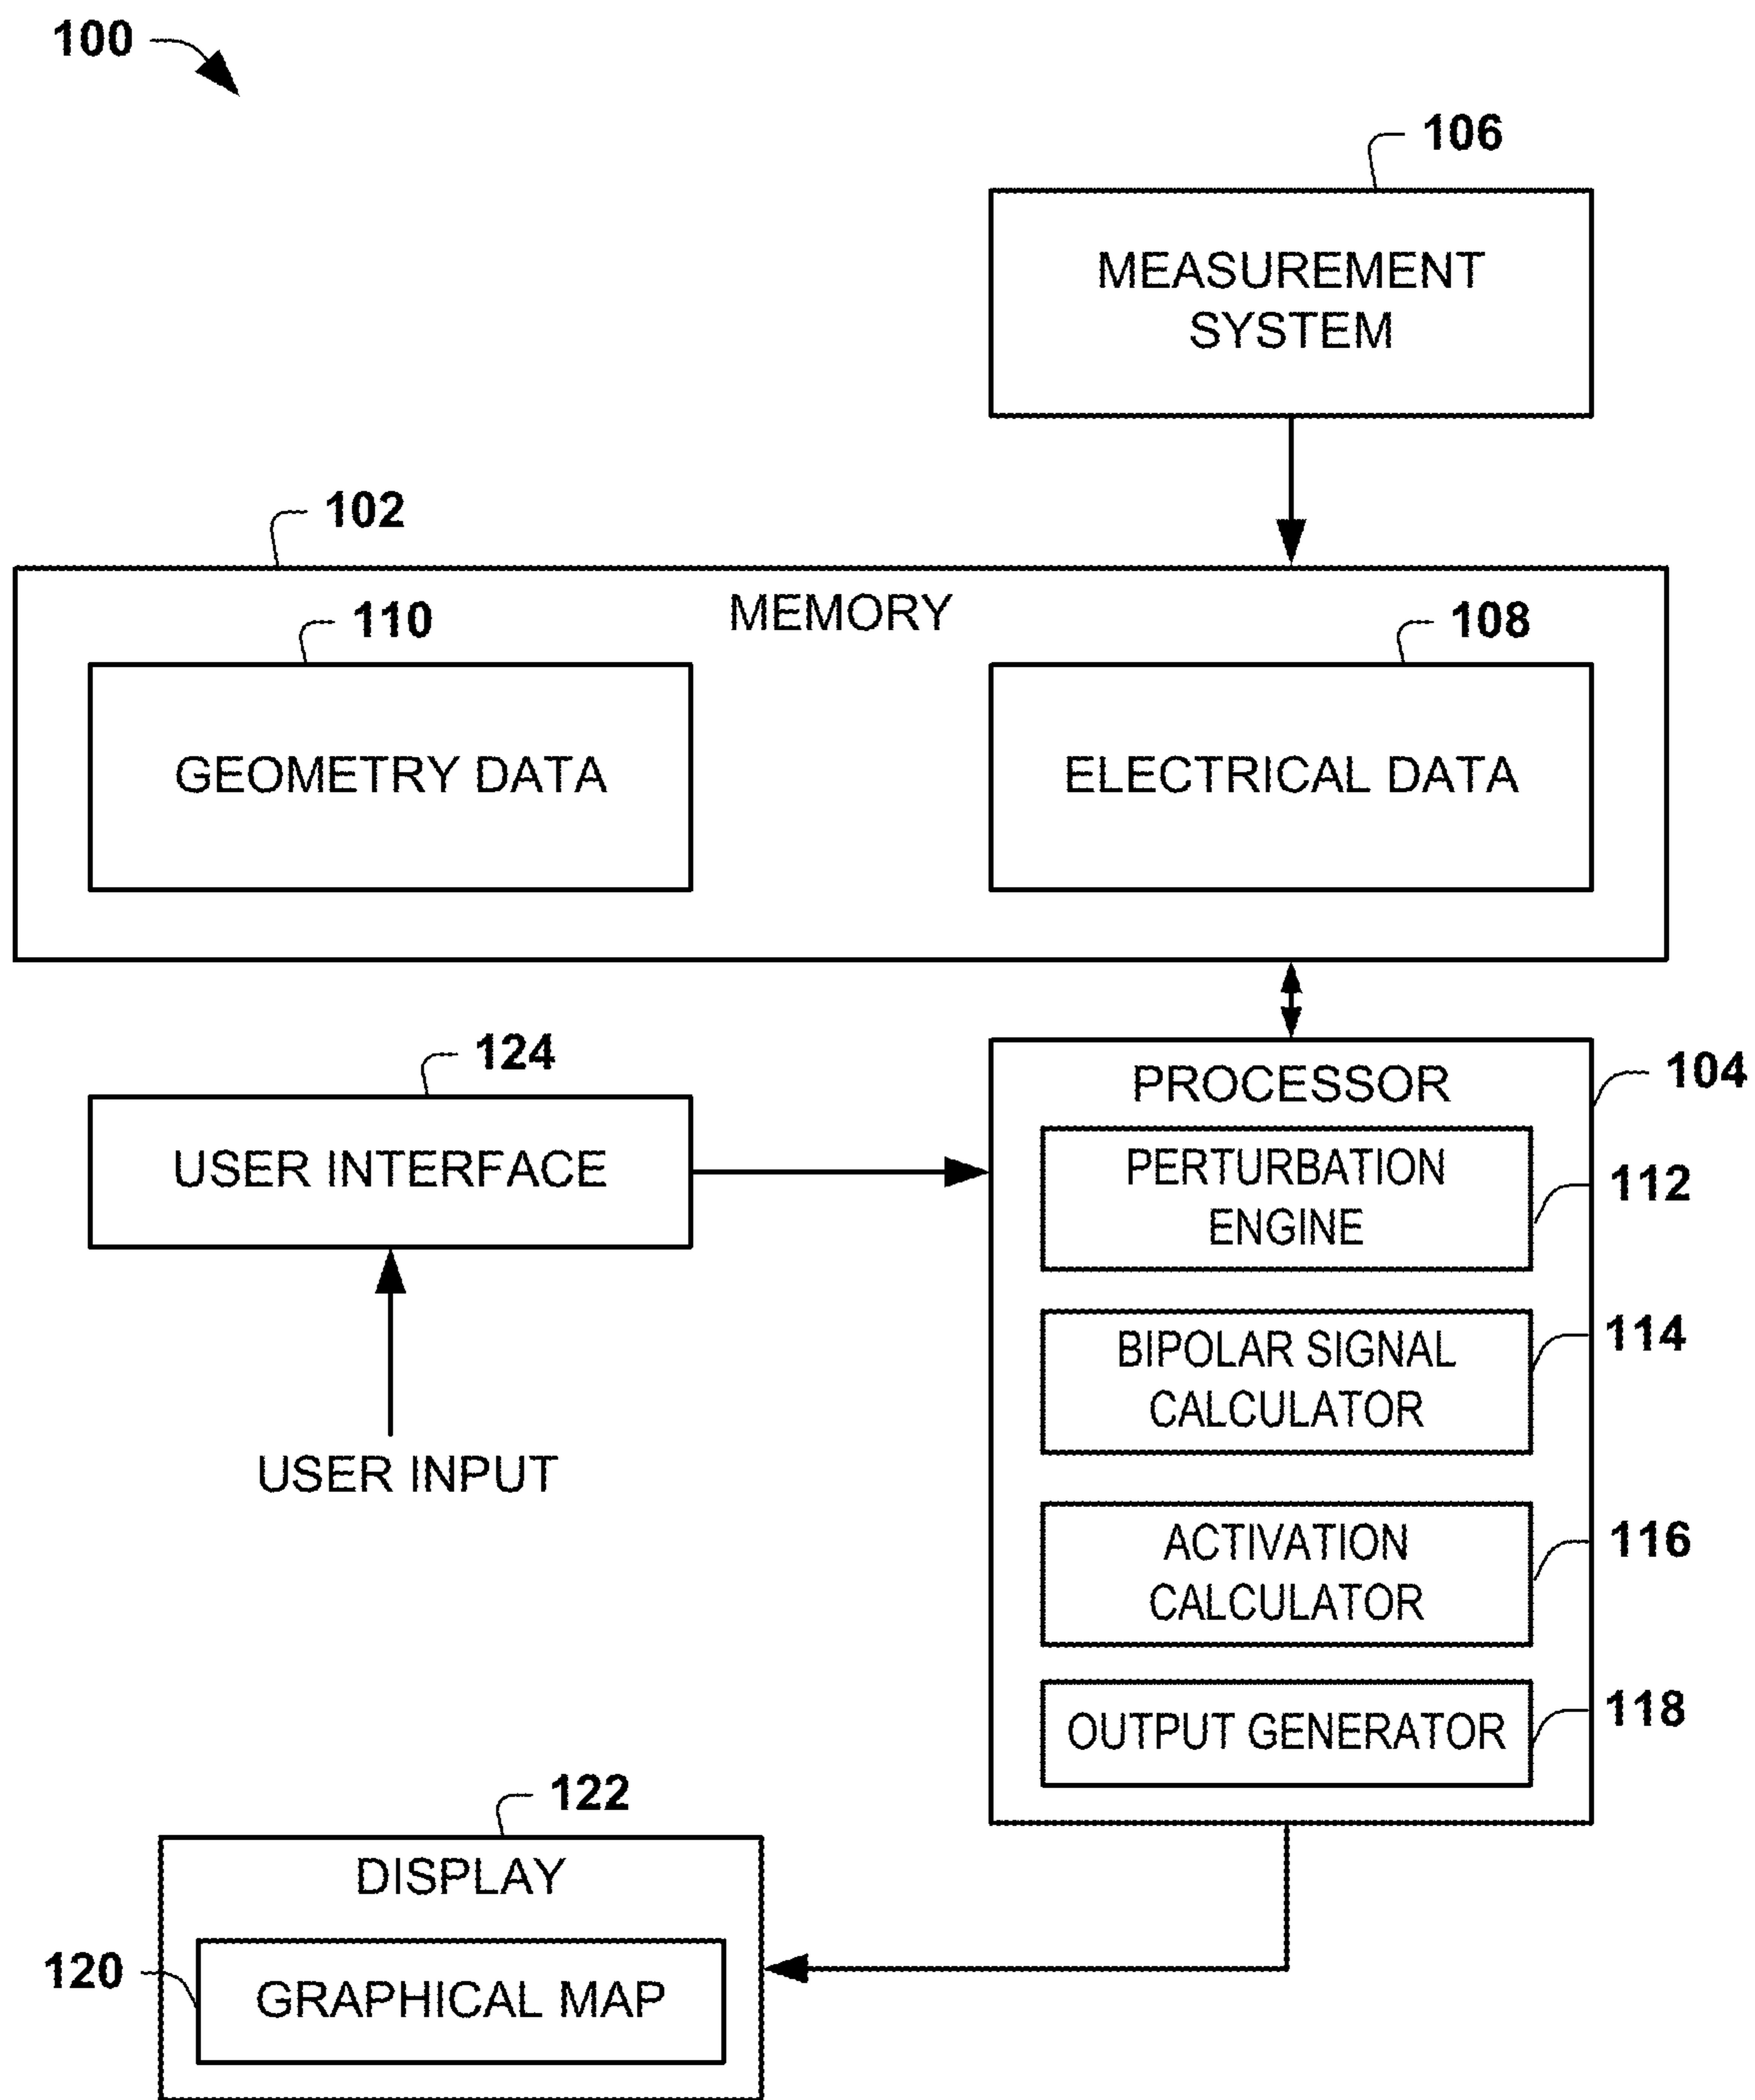 100
106
MEASUREMENT
SYSTEM
102
MEMORY
110
108
GEOMETRY DATA
ELECTRICAL DATA
124
USER INTERFACE
USER INPUT
PROCESSOR
104
PERTURBATION
ENGINE
112
BIPOLAR SIGNAL
CALCULATOR
114
ACTIVATION
CALCULATOR
116
OUTPUT GENERATOR
118
122
DISPLAY
120
GRAPHICAL MAP